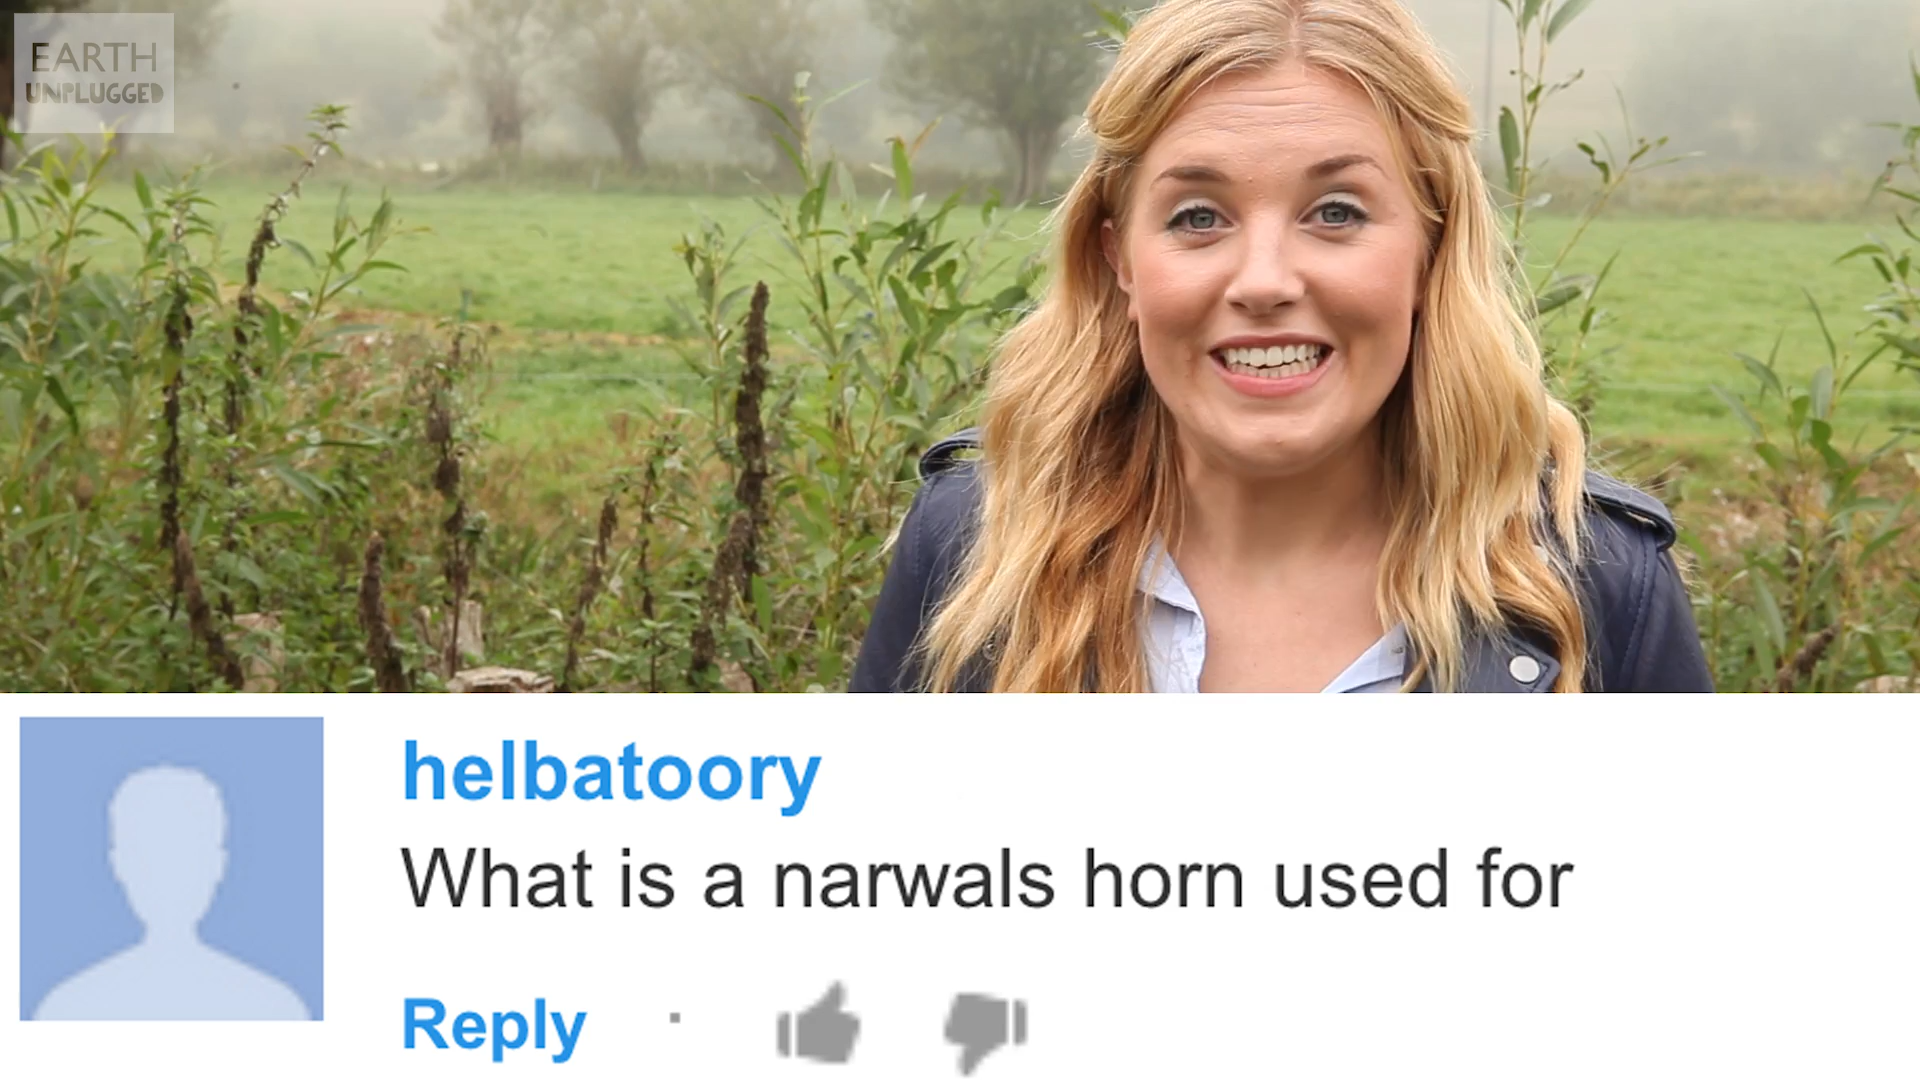 EARTH
UNPLUGGED
helbatoory
What is a narwals horn used for
Reply